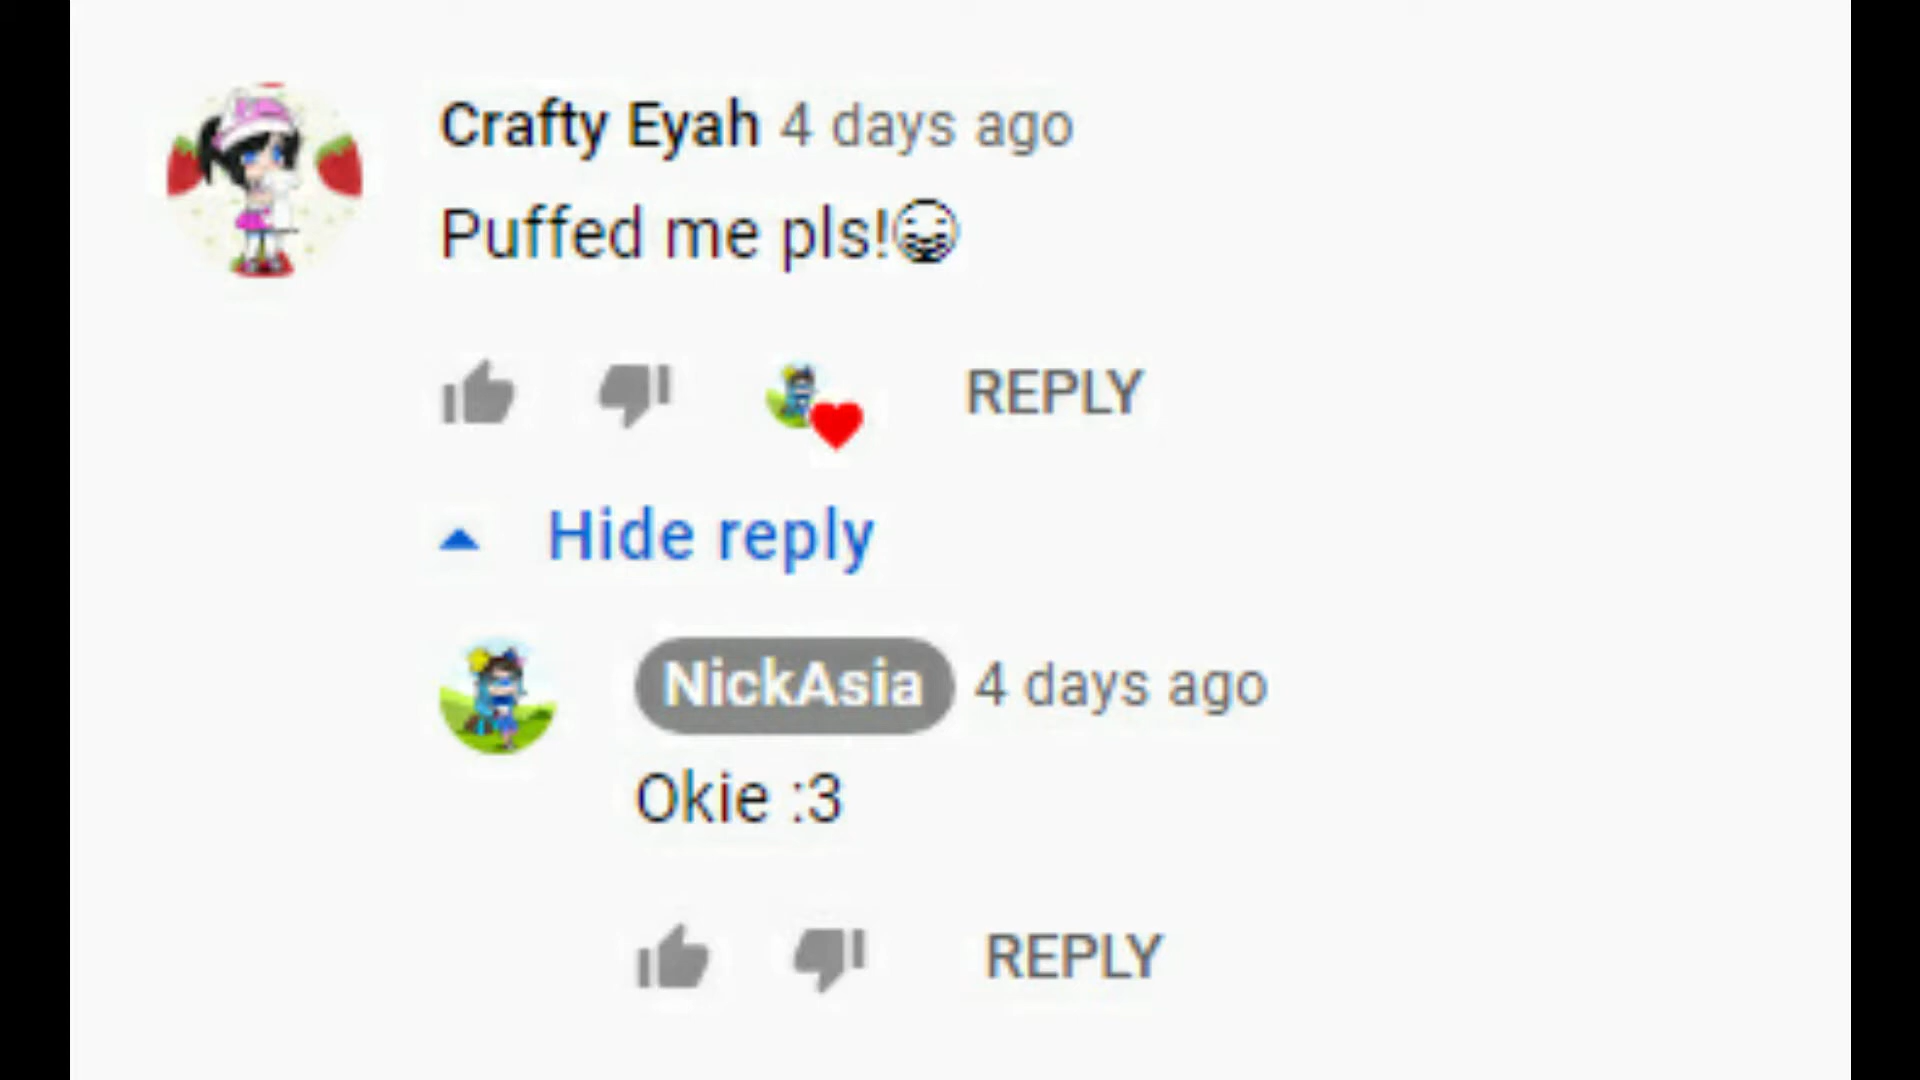 Crafty Eyah 4 days ago
Puffed me pls!😀
REPLY
Hide reply
NickAsia 4 days ago
Okie :3
REPLY